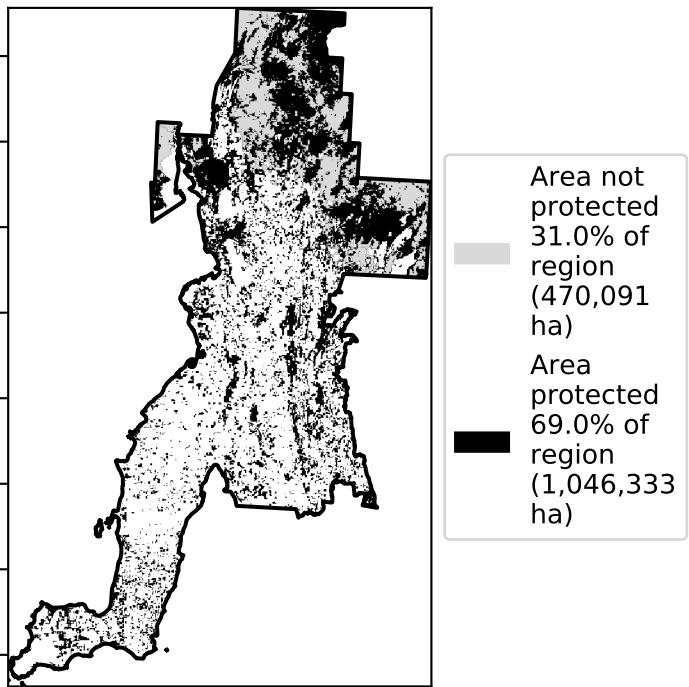 Area not
protected
31.0% of
region
(470,091
ha)
Area
protected
69.0% of
region
(1,046,333
ha)